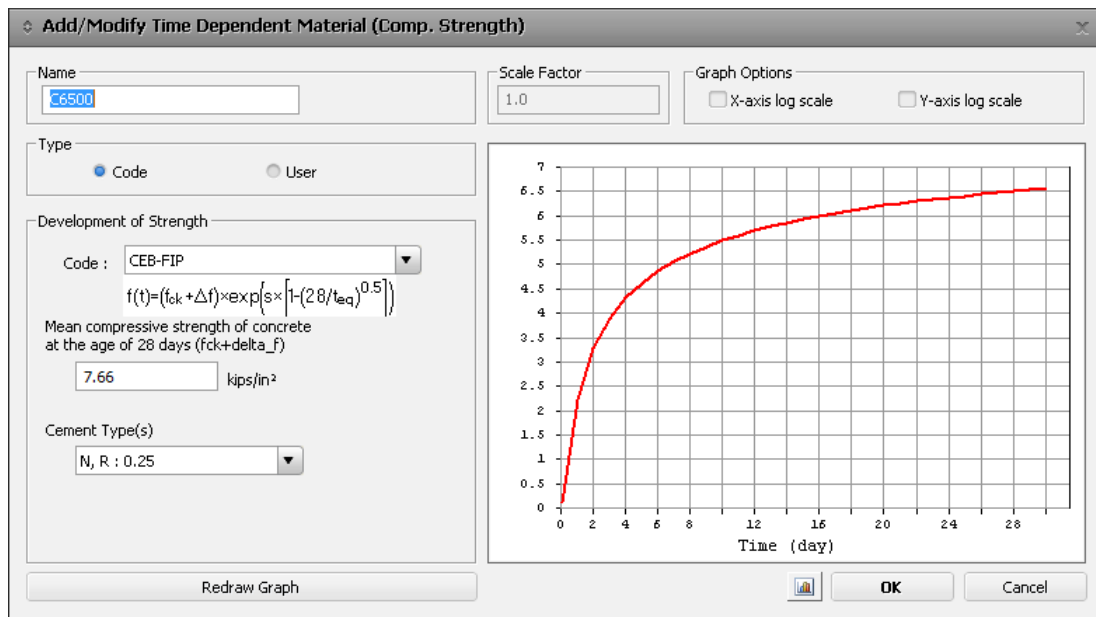 Add/Modify Time Dependent Material (Comp. Strength)
Name
C6500
Scale Factor
1.0
Graph Options
X-axis log scale
Y-axis log scale
Type
Code
User
Development of Strength
Code :
CEB-FIP
f(t)=(fck +Δf)×exp{s×[1-(28/teq)^0.5]}
Mean compressive strength of concrete
at the age of 28 days (fck+delta_f)
7.66
kips/in²
Cement Type(s)
N, R : 0.25
Redraw Graph
7
6.5
6
5.5
5
4.5
4
3.5
3
2.5
2
1.5
1
0.5
0
0 2 4 6 8 12 16 20 24 28
Time (day)
OK
Cancel